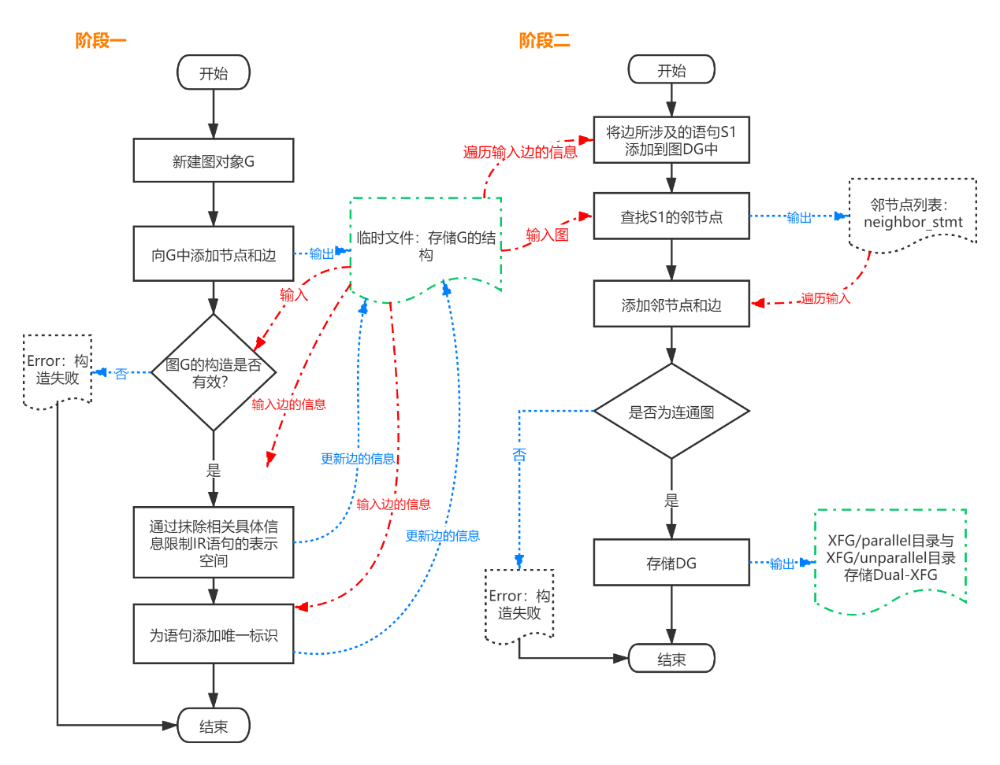 阶段一
开始
新建图对象G
向G中添加节点和边
输出
临时文件：存储G的结
构
输入
图G的构造是否
有效？
否
Error：构
造失败
输入边的信息
是
更新边的信息
通过抹除相关具体信
息限制IR语句的表示
空间
输入边的信息
更新边的信息
为语句添加唯一标识
结束
阶段二
开始
遍历输入边的信息
将边所涉及的语句S1
添加到图DG中
输入图
查找S1的邻节点
输出
邻节点列表：
neighbor_stmt
遍历输入
添加邻节点和边
是否为连通图
否
Error：构
造失败
是
存储DG
输出
XFG/parallel目录与
XFG/unparallel目录
存储Dual-XFG
结束